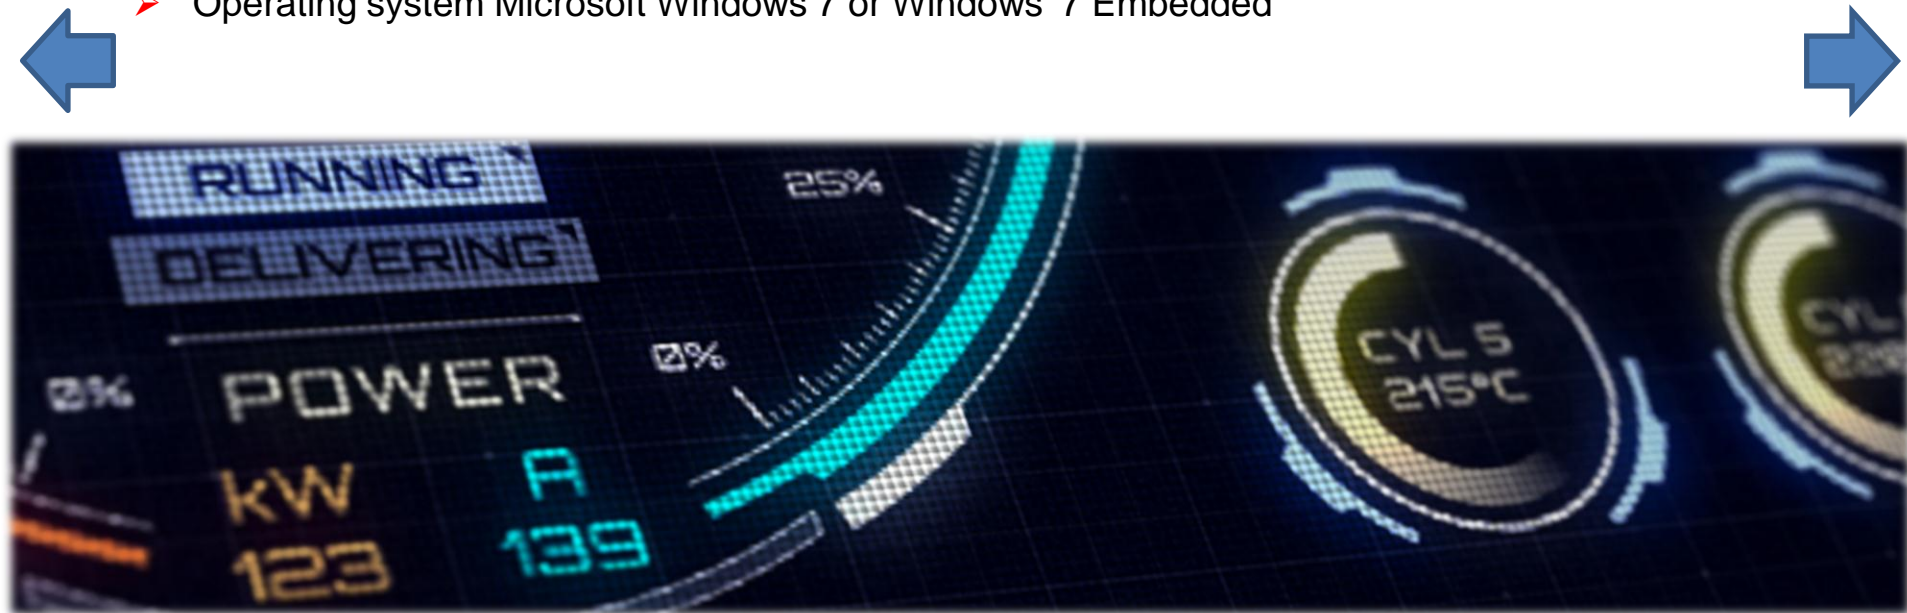 Operating system Microsoft Windows 7 or Windows 7 Embedded
RUNNING
DELIVERING
25%
0%
0%
POWER
kW
A
123
139
CYL 5
215°C
CYL